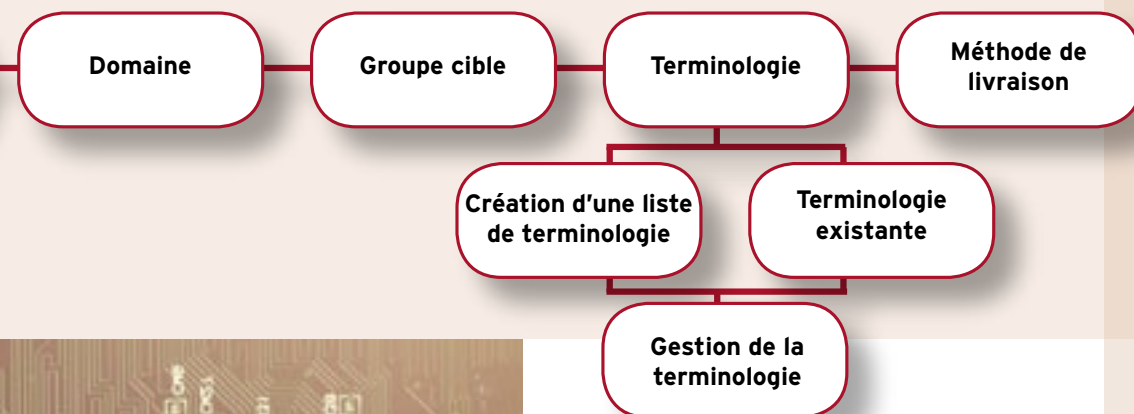 Domaine
Groupe cible
Terminologie
Méthode de
livraison
Création d’une liste
de terminologie
Terminologie
existante
Gestion de la
terminologie